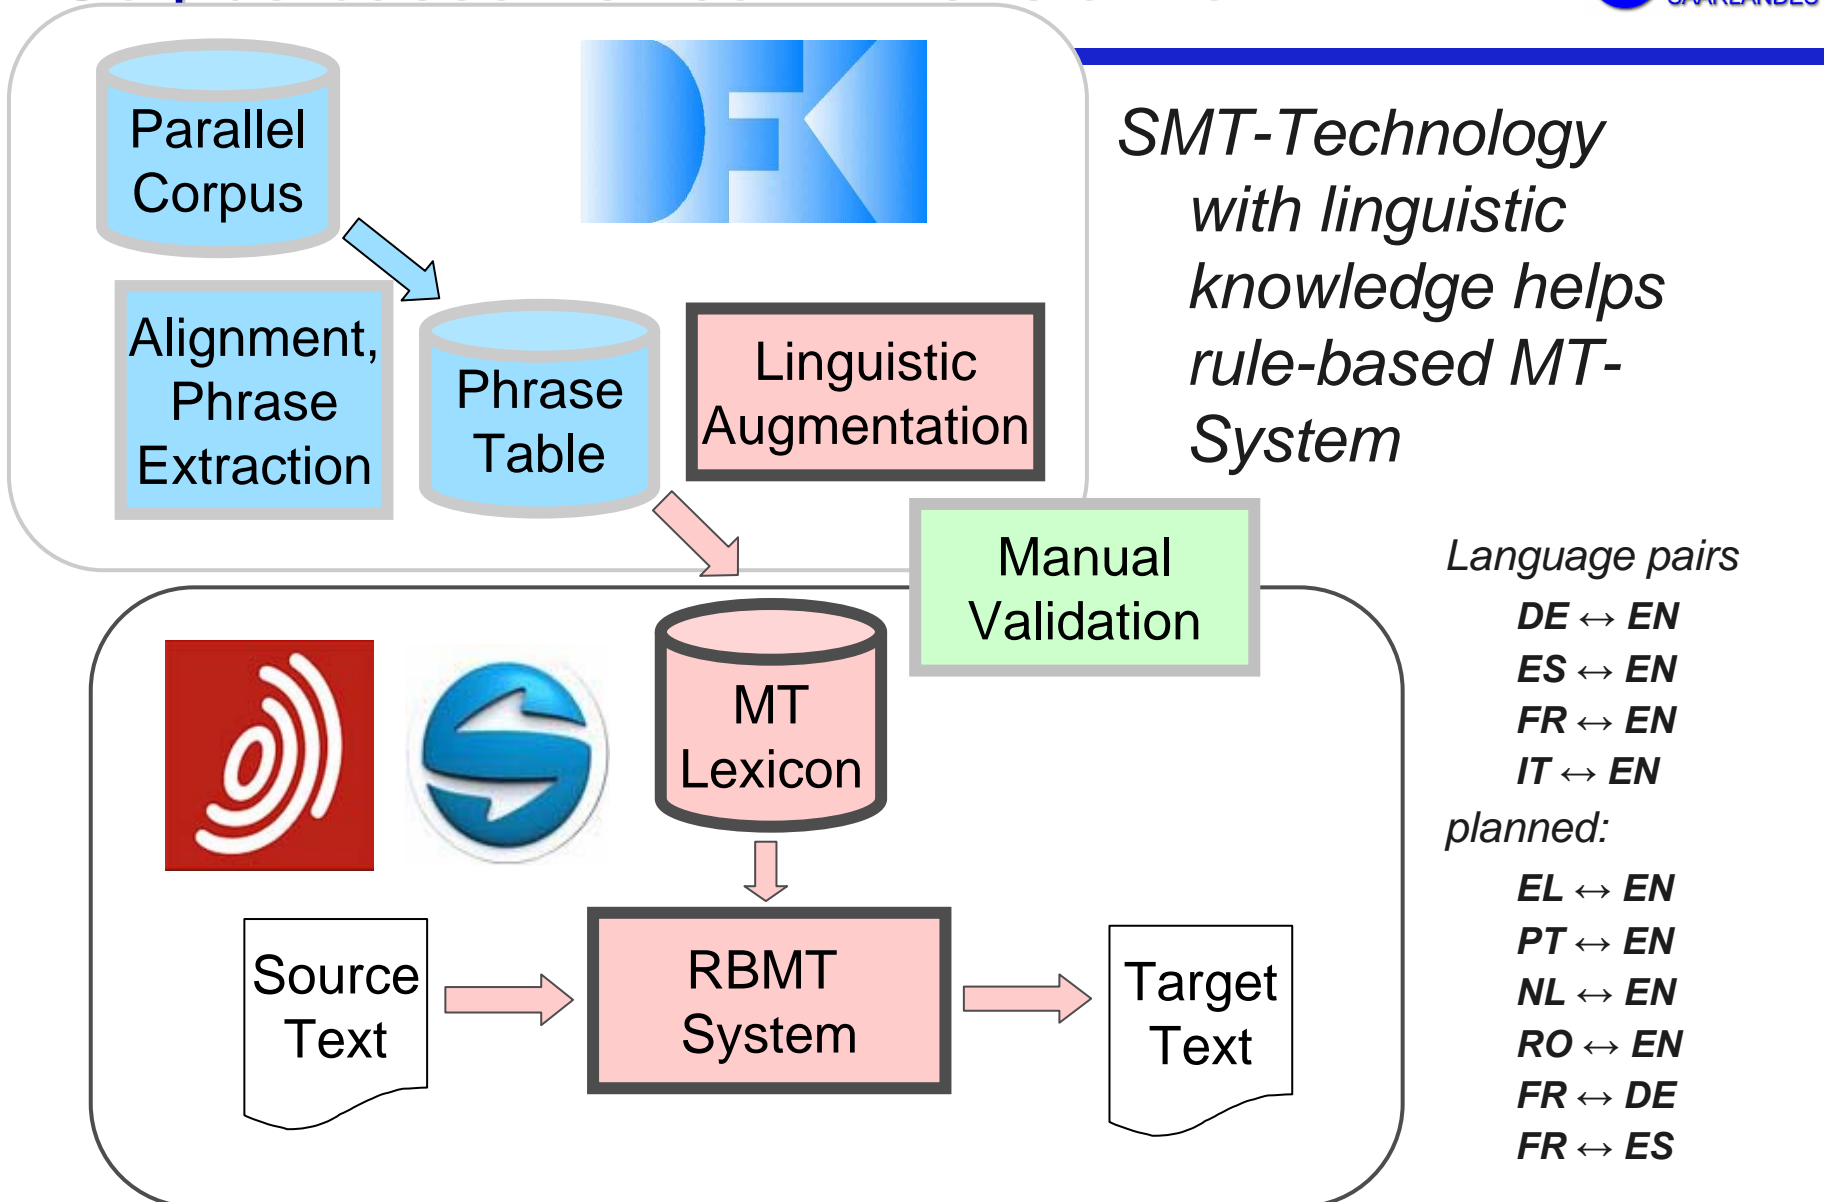 SAARLANDES
Parallel
Corpus
DFK
SMT-Technology
with linguistic
knowledge helps
rule-based MT-
System
Alignment,
Phrase
Extraction
Phrase
Table
Linguistic
Augmentation
Manual
Validation
Language pairs
DE ↔ EN
ES ↔ EN
FR ↔ EN
IT ↔ EN
planned:
EL ↔ EN
PT ↔ EN
NL ↔ EN
RO ↔ EN
FR ↔ DE
FR ↔ ES
MT
Lexicon
Source
Text
RBMT
System
Target
Text